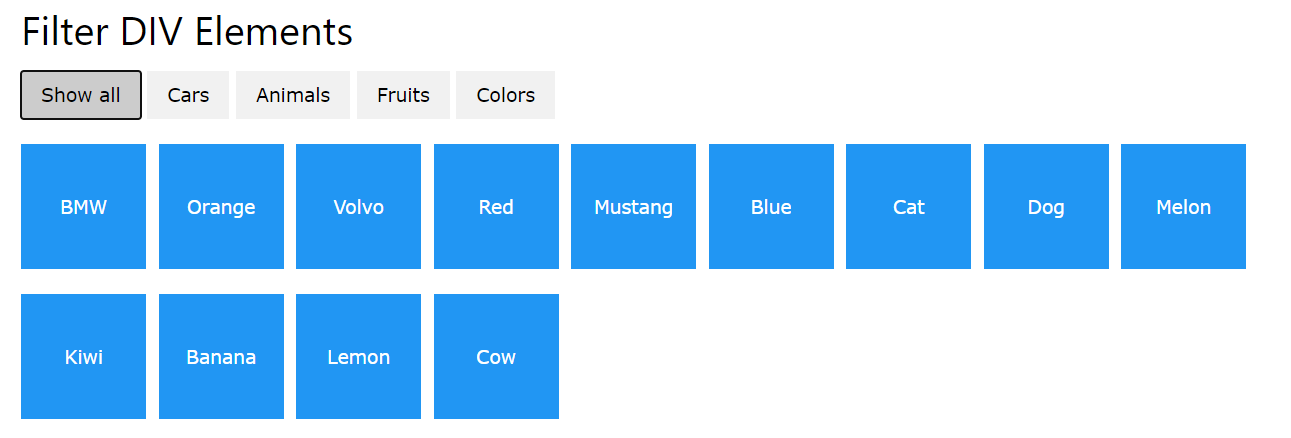 Filter DIV Elements
Show all Cars Animals Fruits Colors
BMW Orange Volvo Red Mustang Blue Cat Dog Melon
Kiwi Banana Lemon Cow